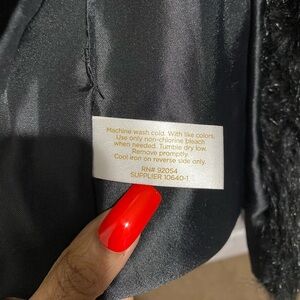 Machine wash cold. With like colors.
Use only non-chlorine bleach
when needed. Tumble dry low.
Remove promptly.
Cool iron on reverse side only.
RN# 92054
SUPPLIER 10640-1